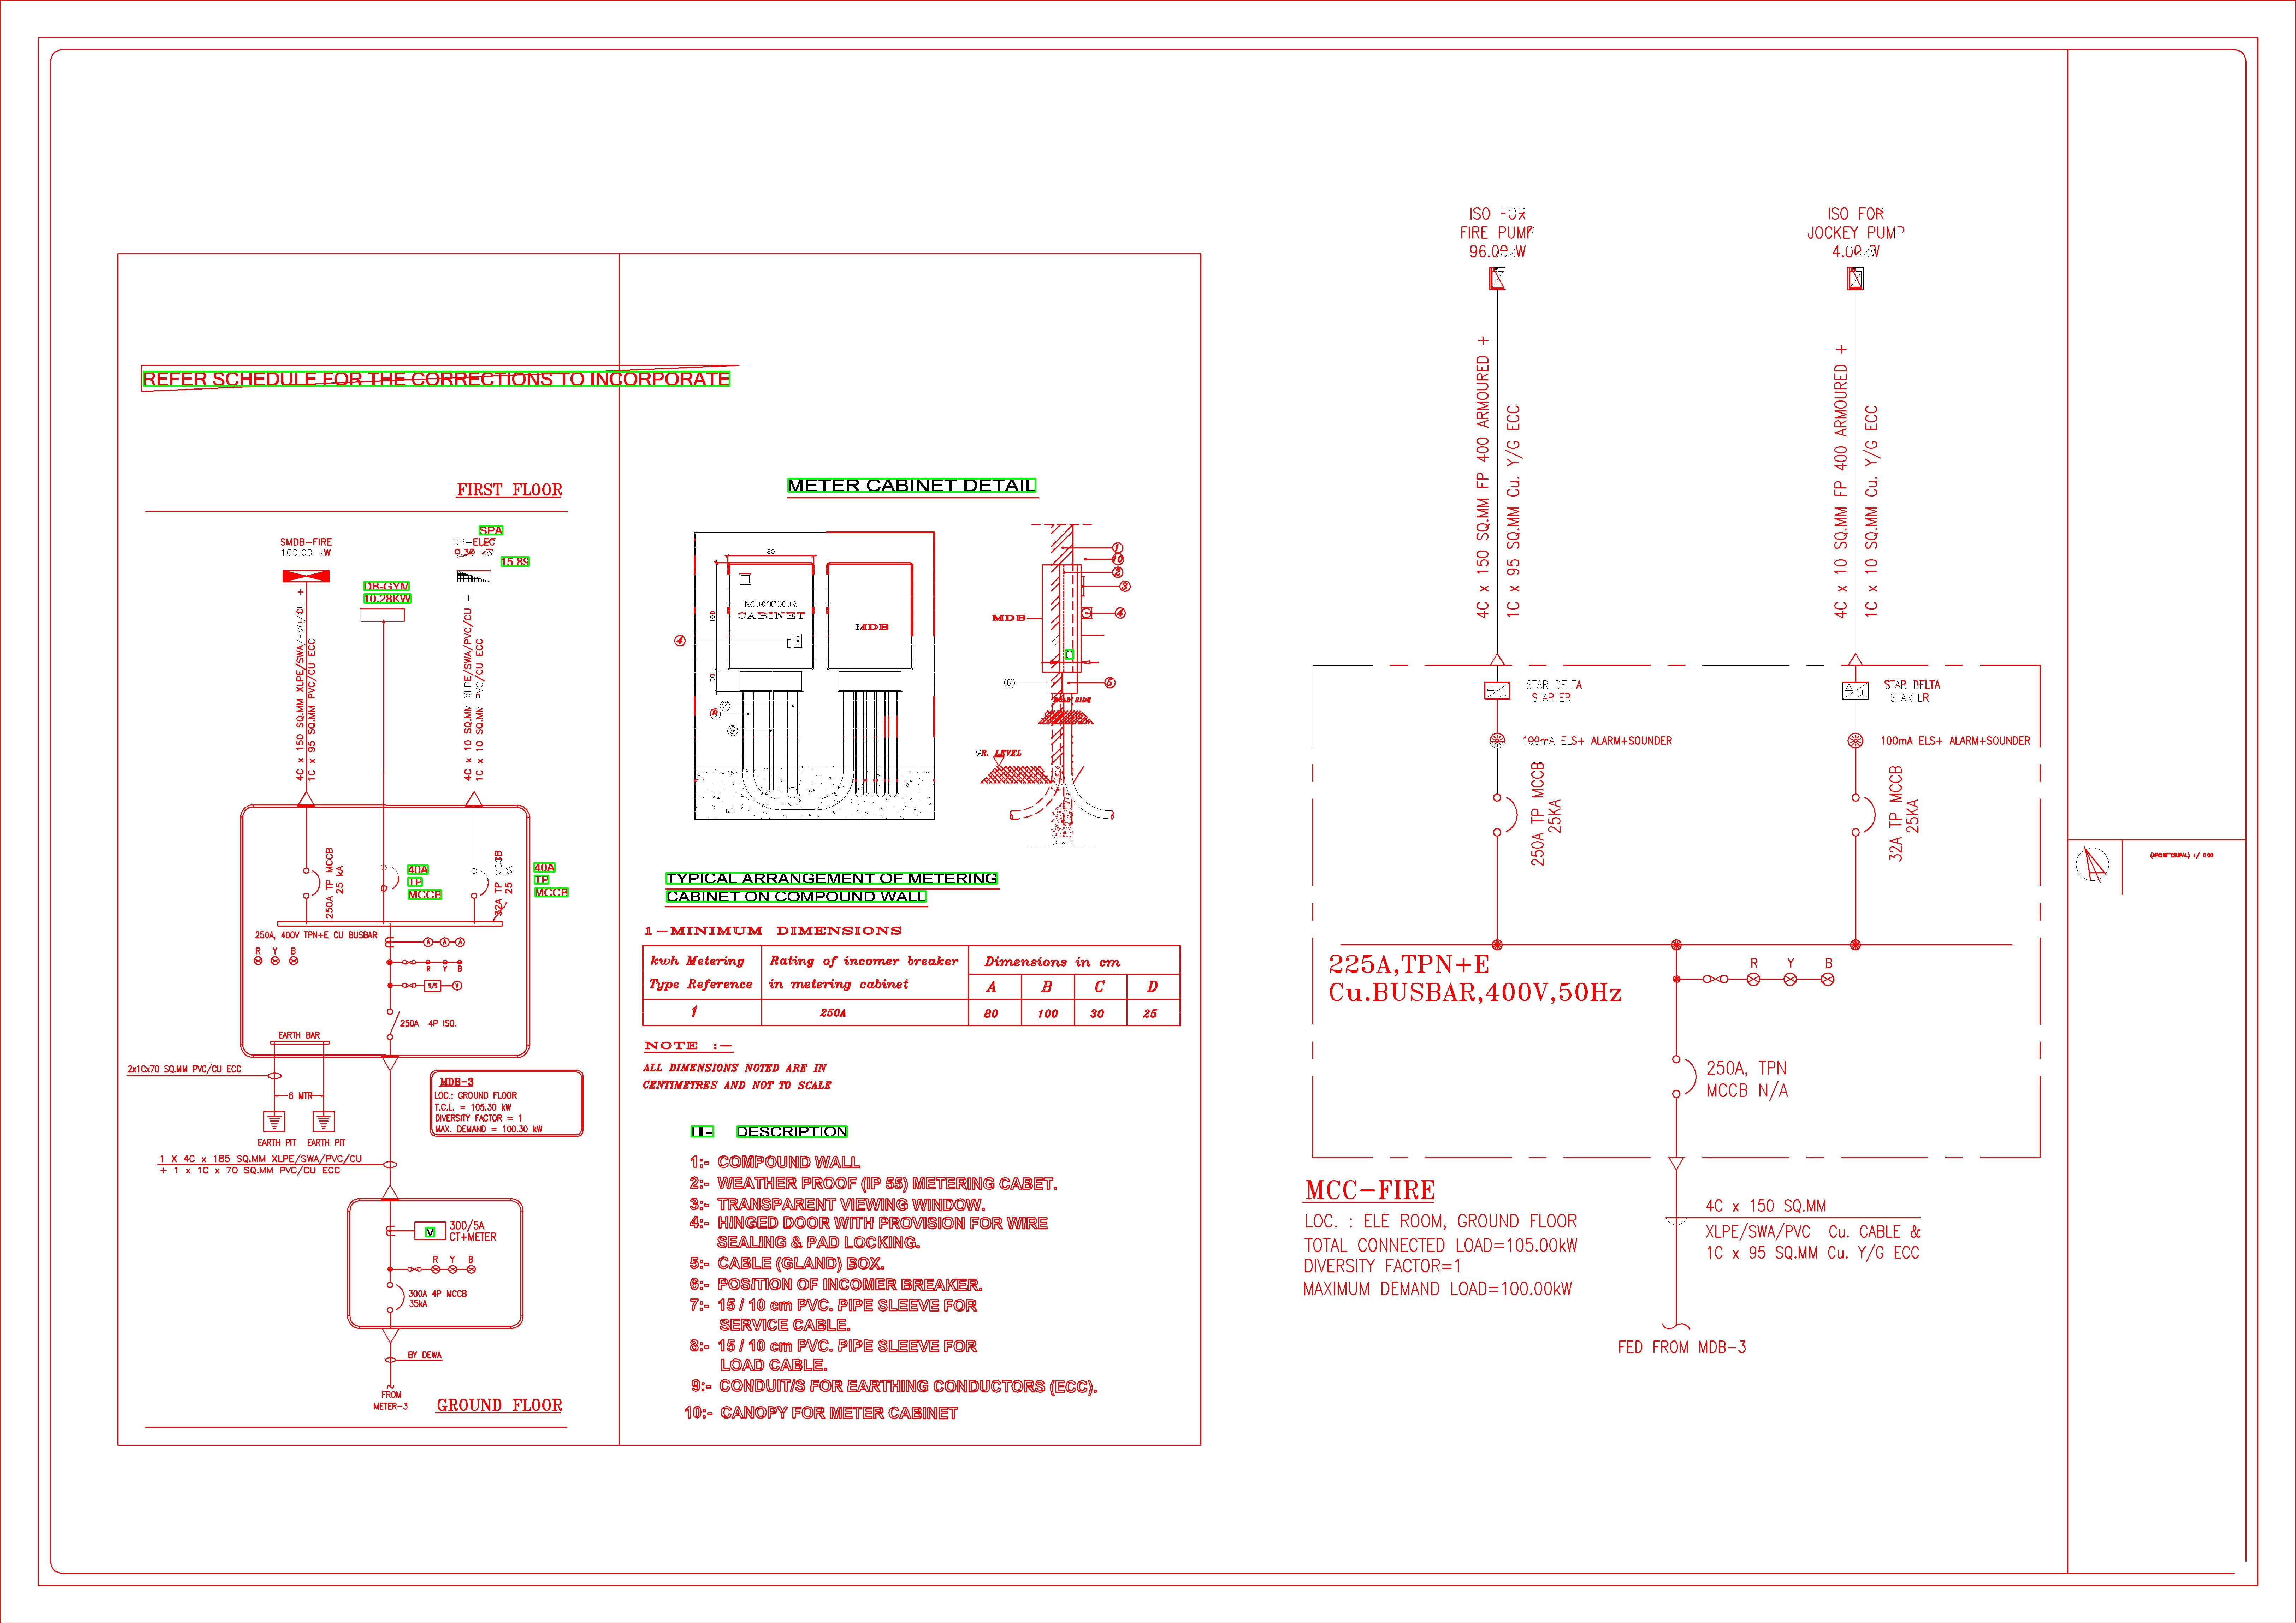 REFER SCHEDULE FOR THE CORRECTIONS TO INCORPORATE
FIRST FLOOR
SMDB-FIRE
100.00 kW
SPA
DB-ELEC
0.30 kW
15.89
DB-GYM
10.28KW
4C x 150 SQ.MM XLPE/SWA/PVC/CU +
1C x 95 SQ.MM PVC/CU ECC
4C x 10 SQ.MM XLPE/SWA/PVC/CU +
1C x 10 SQ.MM PVC/CU ECC
250A TP MCCB
25 kA
40A
TP
MCCB
32A TP MCCB
25 kA
40A
TP
MCCB
250A, 400V TPN+E CU BUSBAR
R Y B
A A A
R Y B
S/S V
250A 4P ISO.
EARTH BAR
2x1Cx70 SQ.MM PVC/CU ECC
6 MTR
EARTH PIT EARTH PIT
MDB-3
LOC.: GROUND FLOOR
T.C.L. = 105.30 kW
DIVERSITY FACTOR = 1
MAX. DEMAND = 100.30 kW
1 X 4C x 185 SQ.MM XLPE/SWA/PVC/CU
+ 1 x 1C x 70 SQ.MM PVC/CU ECC
M
300/5A
CT+METER
R Y B
300A 4P MCCB
35kA
BY DEWA
FROM
METER-3
GROUND FLOOR
METER CABINET DETAIL
80
100
30
METER
CABINET
MDB
4
7
8
9
1
10
2
3
4
MDB
C
6
5
ROAD SIDE
GR. LEVEL
TYPICAL ARRANGEMENT OF METERING
CABINET ON COMPOUND WALL
1-MINIMUM DIMENSIONS
kwh Metering Type Reference
Rating of incomer breaker in metering cabinet
Dimensions in cm
A B C D
1 250A 80 100 30 25
NOTE :-
ALL DIMENSIONS NOTED ARE IN
CENTIMETRES AND NOT TO SCALE
II- DESCRIPTION
1:- COMPOUND WALL
2:- WEATHER PROOF (IP 55) METERING CABET.
3:- TRANSPARENT VIEWING WINDOW.
4:- HINGED DOOR WITH PROVISION FOR WIRE
SEALING & PAD LOCKING.
5:- CABLE (GLAND) BOX.
6:- POSITION OF INCOMER BREAKER.
7:- 15 / 10 cm PVC. PIPE SLEEVE FOR
SERVICE CABLE.
8:- 15 / 10 cm PVC. PIPE SLEEVE FOR
LOAD CABLE.
9:- CONDUIT/S FOR EARTHING CONDUCTORS (ECC).
10:- CANOPY FOR METER CABINET
ISO FOR
FIRE PUMP
96.00kW
ISO FOR
JOCKEY PUMP
4.00kW
4C x 150 SQ.MM FP 400 ARMOURED +
1C x 95 SQ.MM Cu. Y/G ECC
4C x 10 SQ.MM FP 400 ARMOURED +
1C x 10 SQ.MM Cu. Y/G ECC
STAR DELTA
STARTER
STAR DELTA
STARTER
100mA ELS+ ALARM+SOUNDER
100mA ELS+ ALARM+SOUNDER
250A TP MCCB
25KA
32A TP MCCB
25KA
225A,TPN+E
Cu.BUSBAR,400V,50Hz
R Y B
250A, TPN
MCCB N/A
MCC-FIRE
LOC. : ELE ROOM, GROUND FLOOR
TOTAL CONNECTED LOAD=105.00kW
DIVERSITY FACTOR=1
MAXIMUM DEMAND LOAD=100.00kW
4C x 150 SQ.MM
XLPE/SWA/PVC Cu. CABLE &
1C x 95 SQ.MM Cu. Y/G ECC
FED FROM MDB-3